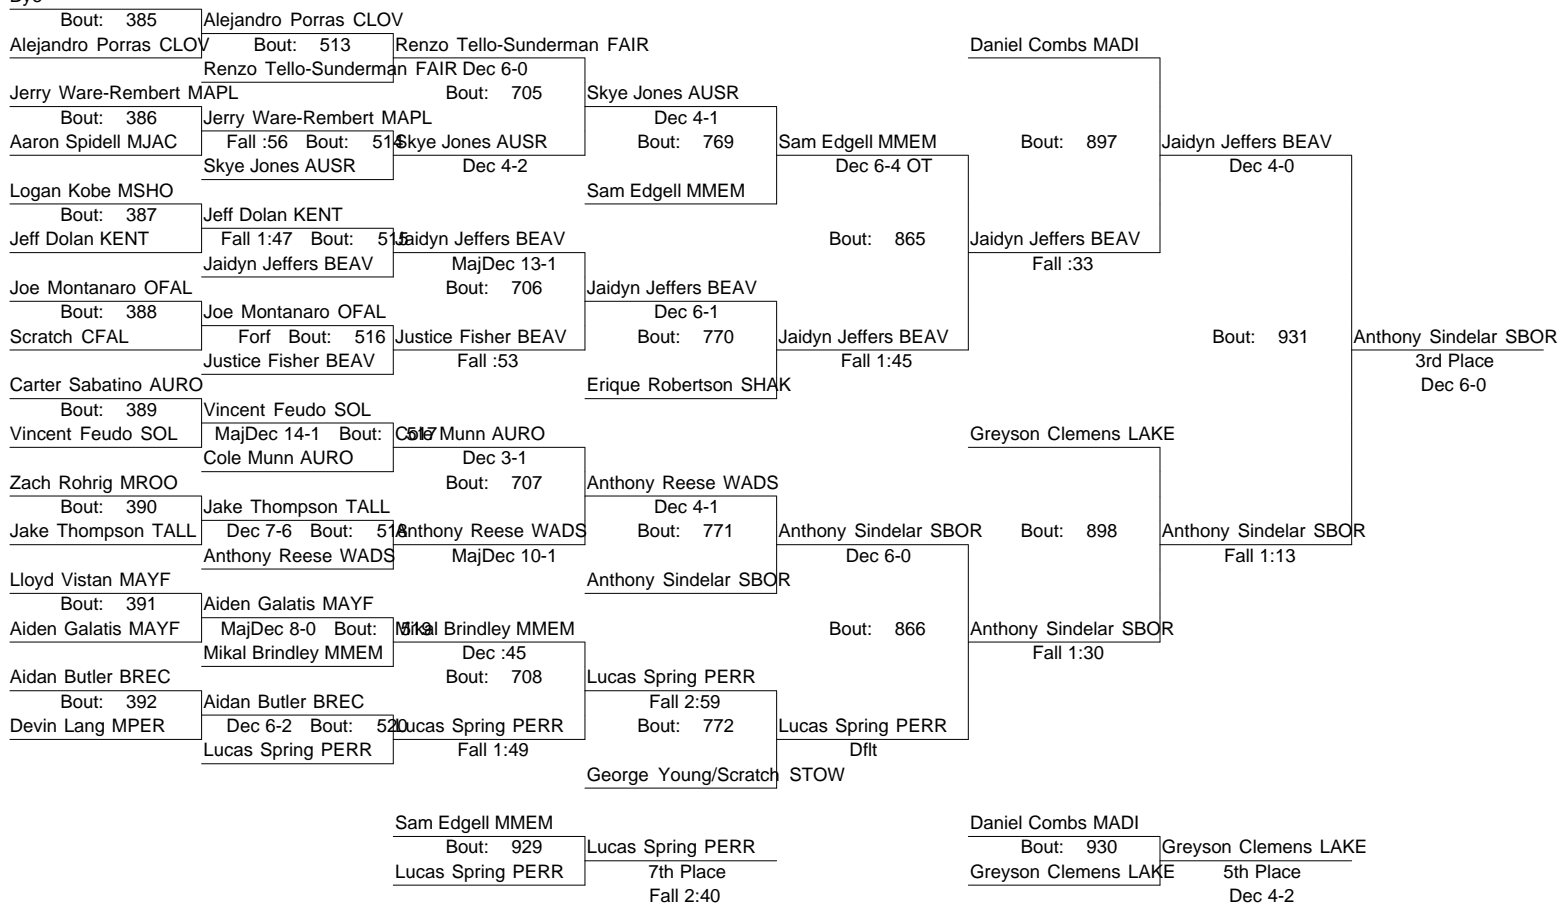 Bout: 385 Alejandro Porras CLOV
Alejandro Porras CLOV Bout: 513 Renzo Tello-Sunderman FAIR Daniel Combs MADI
Renzo Tello-Sunderman FAIR Dec 6-0
Jerry Ware-Rembert MAPL Bout: 705 Skye Jones AUSR
Bout: 386 Jerry Ware-Rembert MAPL Dec 4-1
Aaron Spidell MJAC Fall :56 Bout: 514 Skye Jones AUSR Bout: 769 Sam Edgell MMEM Bout: 897 Jaidyn Jeffers BEAV
Skye Jones AUSR Dec 4-2 Dec 6-4 OT Dec 4-0
Logan Kobe MSHO Sam Edgell MMEM
Bout: 387 Jeff Dolan KENT
Jeff Dolan KENT Fall 1:47 Bout: 515 Jaidyn Jeffers BEAV Bout: 865 Jaidyn Jeffers BEAV
Jaidyn Jeffers BEAV MajDec 13-1 Fall :33
Joe Montanaro OFAL Bout: 706 Jaidyn Jeffers BEAV
Bout: 388 Joe Montanaro OFAL Dec 6-1
Scratch CFAL Forf Bout: 516 Justice Fisher BEAV Bout: 770 Jaidyn Jeffers BEAV Bout: 931 Anthony Sindelar SBOR
Justice Fisher BEAV Fall :53 Fall 1:45 3rd Place
Carter Sabatino AURO Erique Robertson SHAK Dec 6-0
Bout: 389 Vincent Feudo SOL
Vincent Feudo SOL MajDec 14-1 Bout: 517 Cole Munn AURO Greyson Clemens LAKE
Cole Munn AURO Dec 3-1
Zach Rohrig MROO Bout: 707 Anthony Reese WADS
Bout: 390 Jake Thompson TALL Dec 4-1
Jake Thompson TALL Dec 7-6 Bout: 518 Anthony Reese WADS Bout: 771 Anthony Sindelar SBOR Bout: 898 Anthony Sindelar SBOR
Anthony Reese WADS MajDec 10-1 Dec 6-0 Fall 1:13
Lloyd Vistan MAYF Anthony Sindelar SBOR
Bout: 391 Aiden Galatis MAYF
Aiden Galatis MAYF MajDec 8-0 Bout: 519 Mikal Brindley MMEM Bout: 866 Anthony Sindelar SBOR
Mikal Brindley MMEM Dec :45 Fall 1:30
Aidan Butler BREC Bout: 708 Lucas Spring PERR
Bout: 392 Aidan Butler BREC Fall 2:59
Devin Lang MPER Dec 6-2 Bout: 520 Lucas Spring PERR Bout: 772 Lucas Spring PERR
Lucas Spring PERR Fall 1:49 Dflt
George Young/Scratch STOW
Sam Edgell MMEM Daniel Combs MADI
Bout: 929 Lucas Spring PERR Bout: 930 Greyson Clemens LAKE
Lucas Spring PERR 7th Place Greyson Clemens LAKE 5th Place
Fall 2:40 Dec 4-2